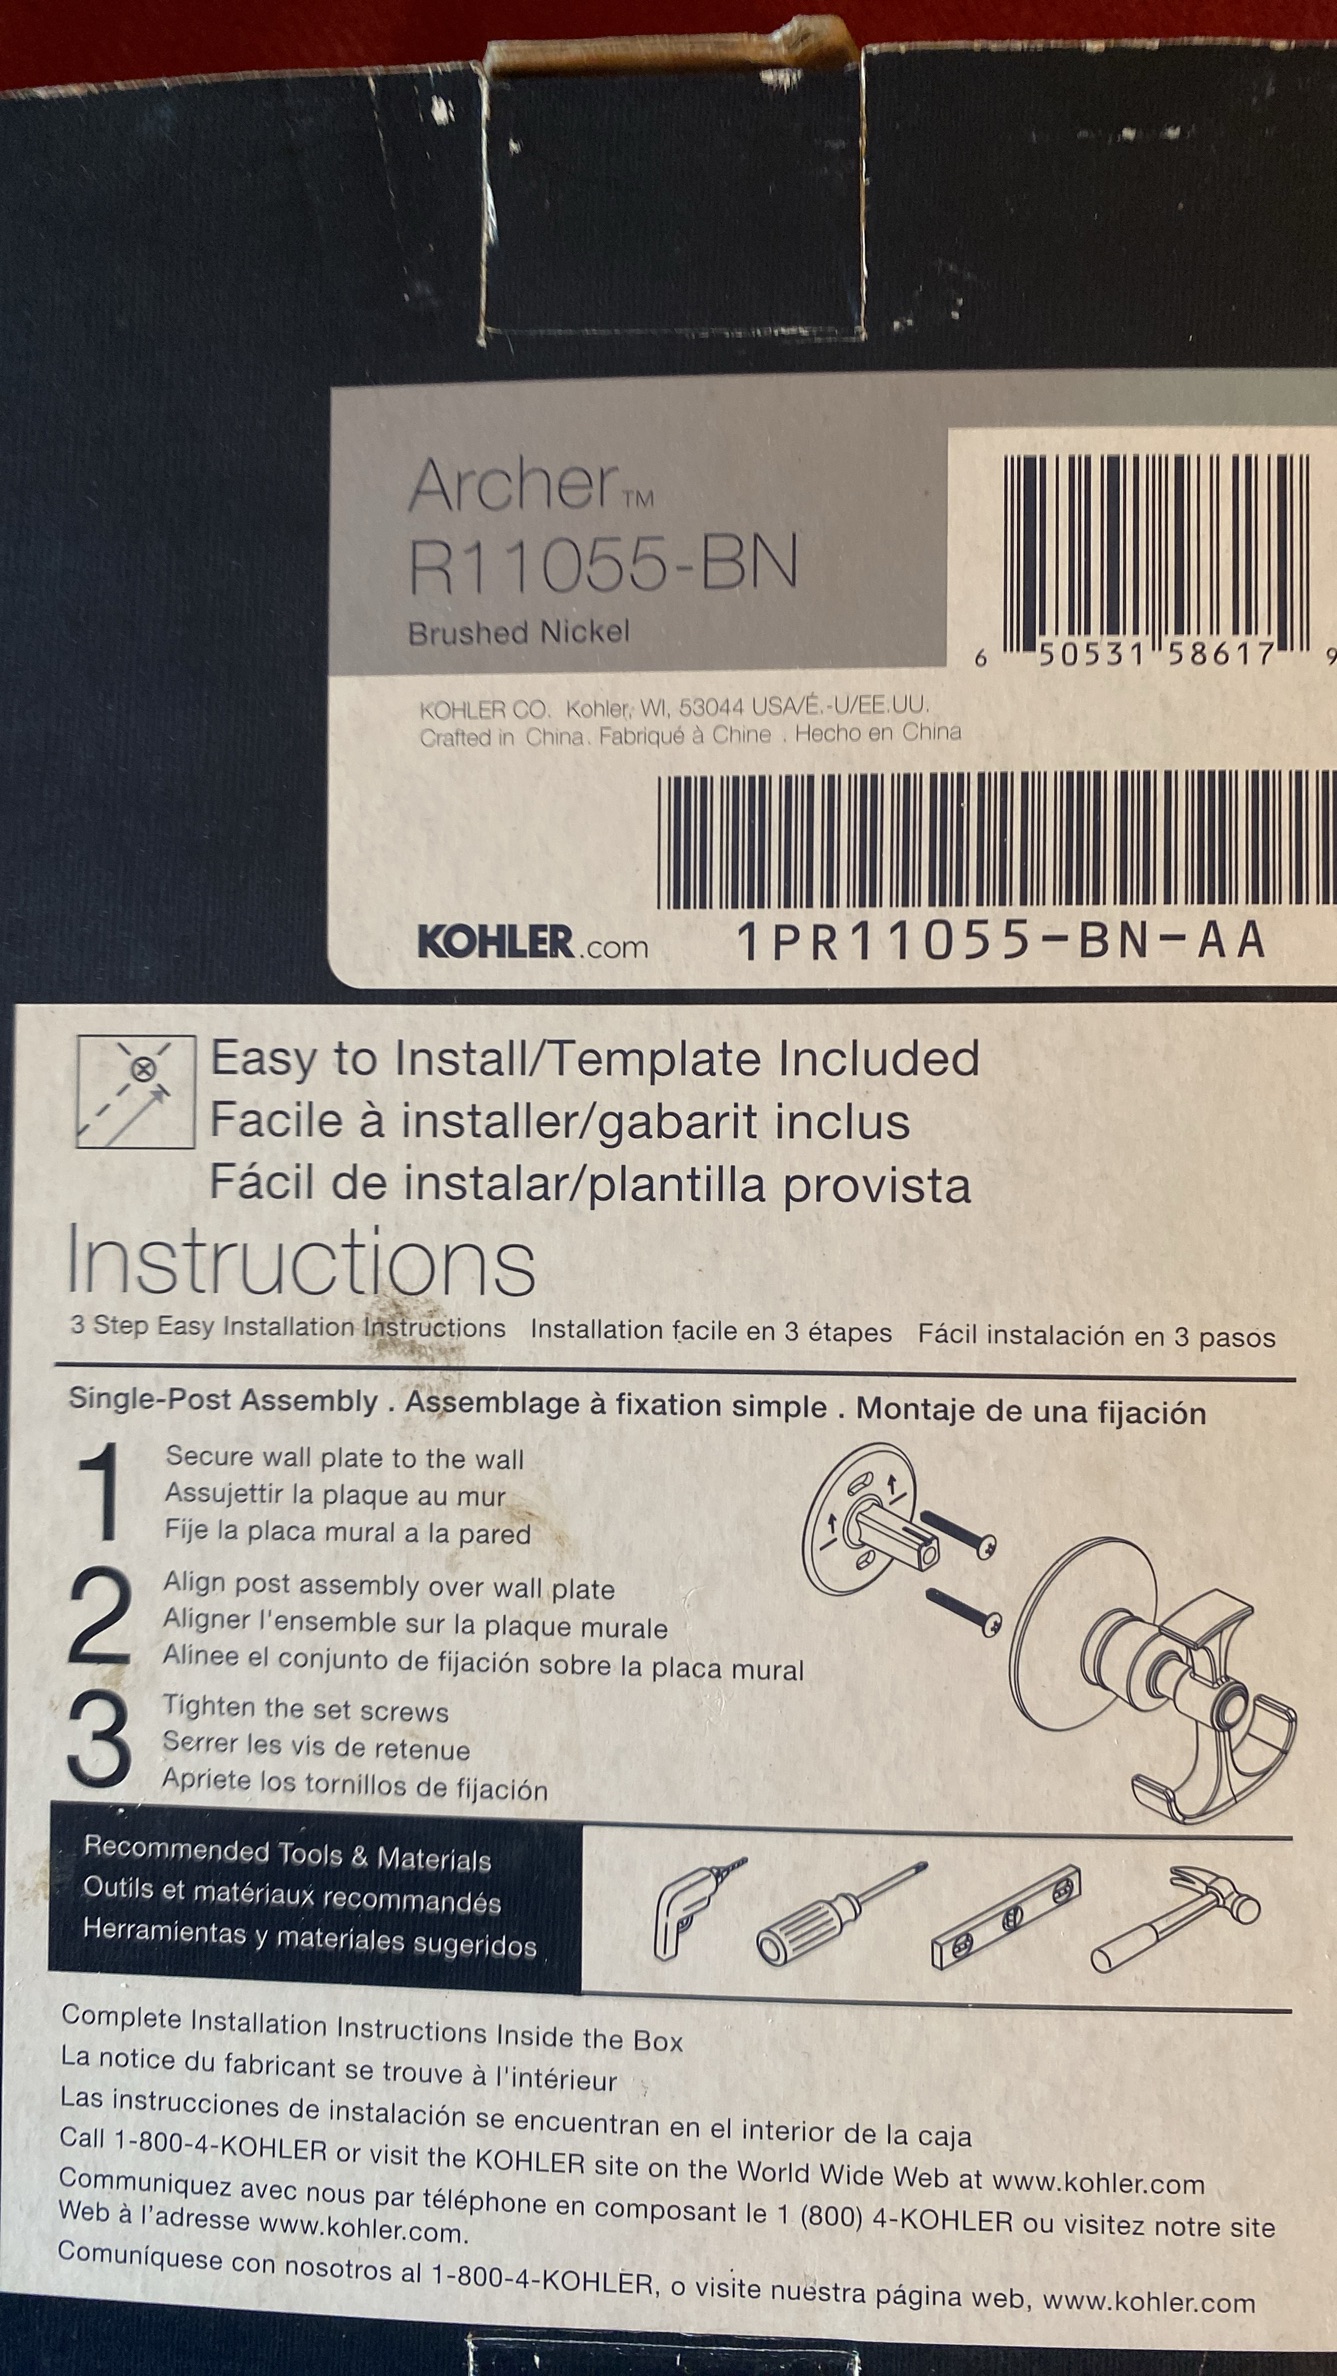 Archer™
R11055-BN
Brushed Nickel
6 50531 58617 9
KOHLER CO. Kohler, WI, 53044 USA/É.-U/EE.UU.
Crafted in China. Fabriqué à Chine . Hecho en China
KOHLER.com
1PR11055-BN-AA
Easy to Install/Template Included
Facile à installer/gabarit inclus
Fácil de instalar/plantilla provista
Instructions
3 Step Easy Installation Instructions Installation facile en 3 étapes Fácil instalación en 3 pasos
Single-Post Assembly . Assemblage à fixation simple . Montaje de una fijación
1
Secure wall plate to the wall
Assujettir la plaque au mur
Fije la placa mural a la pared
2
Align post assembly over wall plate
Aligner l'ensemble sur la plaque murale
Alinee el conjunto de fijación sobre la placa mural
3
Tighten the set screws
Serrer les vis de retenue
Apriete los tornillos de fijación
Recommended Tools & Materials
Outils et matériaux recommandés
Herramientas y materiales sugeridos
Complete Installation Instructions Inside the Box
La notice du fabricant se trouve à l'intérieur
Las instrucciones de instalación se encuentran en el interior de la caja
Call 1-800-4-KOHLER or visit the KOHLER site on the World Wide Web at www.kohler.com
Communiquez avec nous par téléphone en composant le 1 (800) 4-KOHLER ou visitez notre site
Web à l'adresse www.kohler.com.
Comuníquese con nosotros al 1-800-4-KOHLER, o visite nuestra página web, www.kohler.com